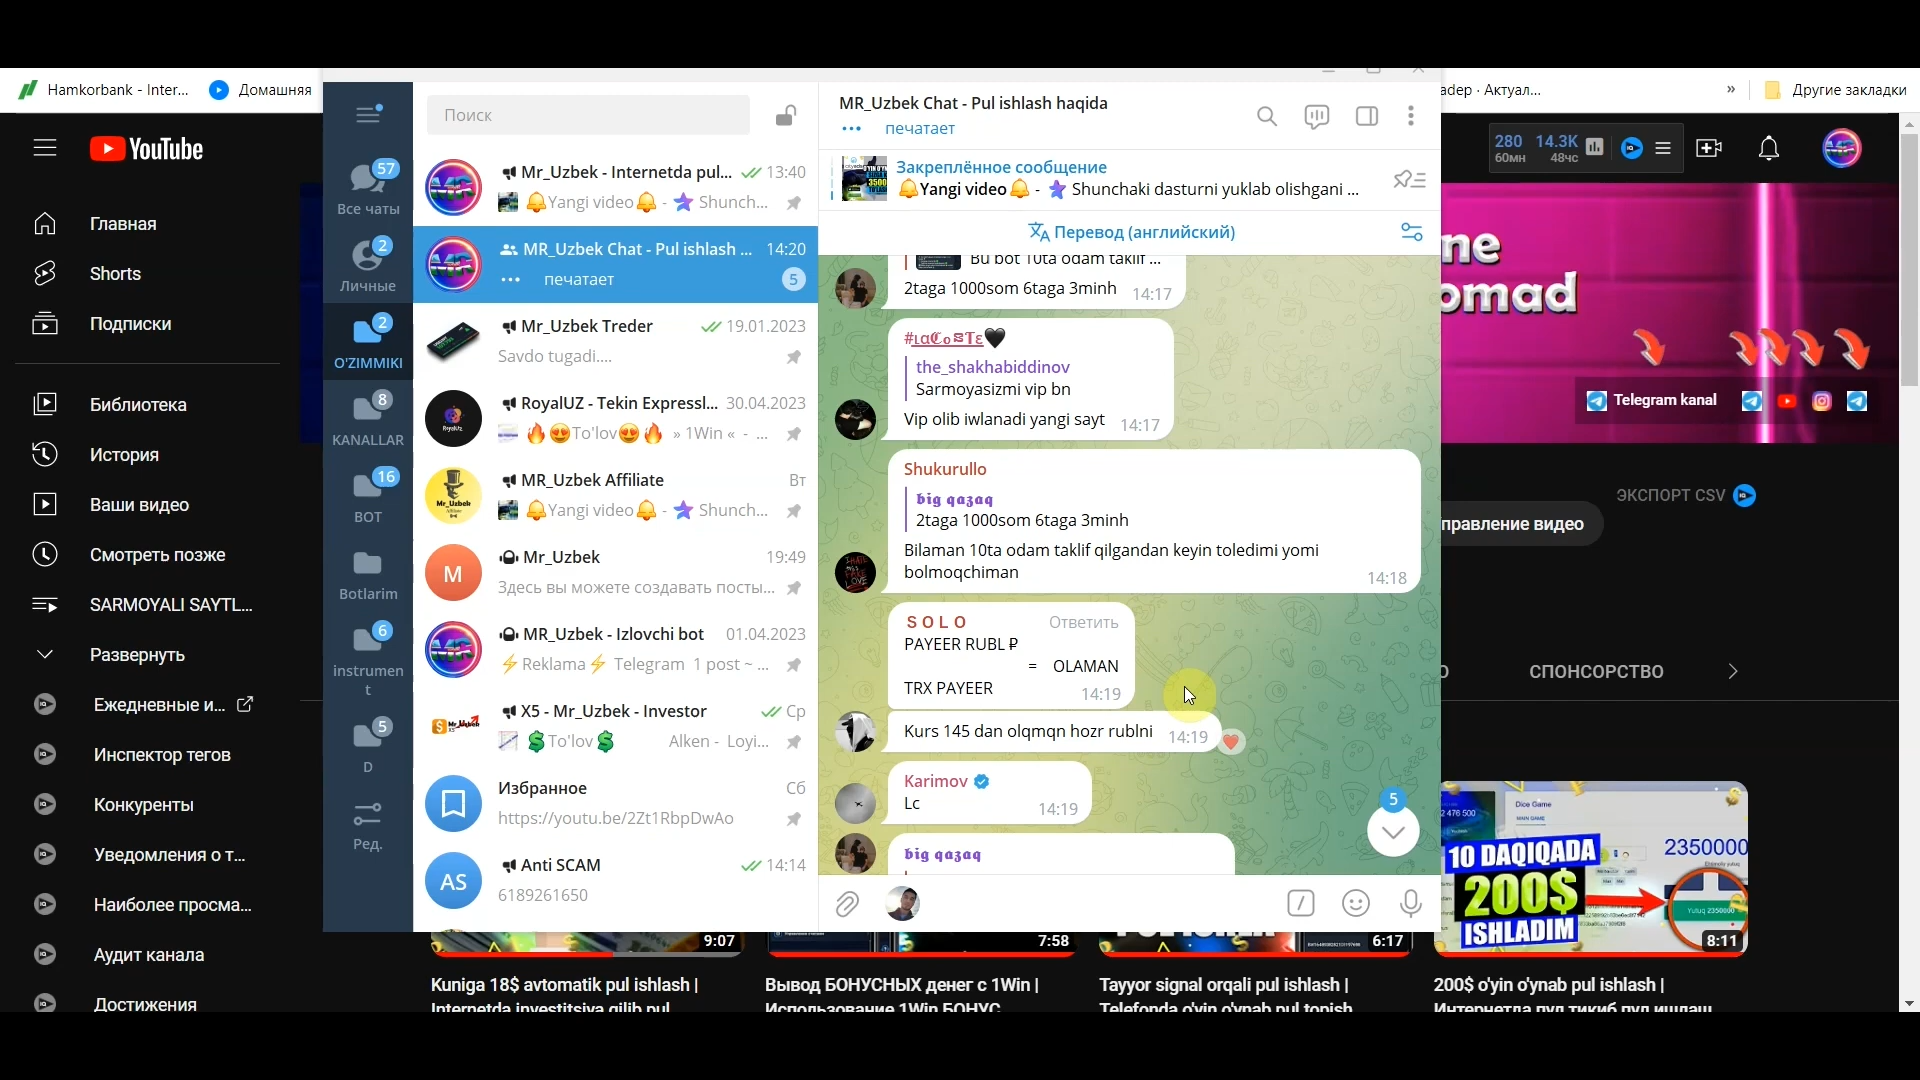 Hamkorbank - Inter...
Домашняя
адер · Актуал...
»
Другие закладки
YouTube
Главная
Shorts
Подписки
Библиотека
История
Ваши видео
Смотреть позже
SARMOYALI SAYTL...
Развернуть
Ежедневные и...
Инспектор тегов
Конкуренты
Уведомления о т...
Наиболее просма...
Аудит канала
Достижения
57
Все чаты
2
Личные
2
O'ZIMMIKI
8
KANALLAR
16
BOT
Botlarim
6
instrumen
t
5
D
Ред.
Поиск
Mr_Uzbek - Internetda pul... 13:40
🔔Yangi video🔔 - ⭐ Shunch...
MR_Uzbek Chat - Pul ishlash ... 14:20
••• печатает 5
Mr_Uzbek Treder 19.01.2023
Savdo tugadi....
RoyalUZ - Tekin Expressl... 30.04.2023
🔥😍To'lov😍🔥 » 1Win « - ...
MR_Uzbek Affiliate Вт
🔔Yangi video🔔 - ⭐ Shunch...
M
Mr_Uzbek 19:49
Здесь вы можете создавать посты...
MR_Uzbek - Izlovchi bot 01.04.2023
⚡Reklama⚡ Telegram 1 post ~ ...
X5 - Mr_Uzbek - Investor Ср
💲To'lov💲 Alken - Loyi...
Избранное Сб
https://youtu.be/2Zt1RbpDwAo
AS
Anti SCAM 14:14
6189261650
MR_Uzbek Chat - Pul ishlash haqida
••• печатает
Закреплённое сообщение
🔔Yangi video🔔 - ⭐ Shunchaki dasturni yuklab olishgani ...
Перевод (английский)
Bu bot 10ta odam taklif ...
2taga 1000som 6taga 3minh 14:17
the_shakhabiddinov
Sarmoyasizmi vip bn
Vip olib iwlanadi yangi sayt 14:17
Shukurullo
𝖇𝖎𝖌 𝖖𝖆𝖟𝖆𝖖
2taga 1000som 6taga 3minh
Bilaman 10ta odam taklif qilgandan keyin toledimi yomi
bolmoqchiman 14:18
S O L O Ответить
PAYEER RUBL ₽
= OLAMAN
TRX PAYEER 14:19
Kurs 145 dan olqmqn hozr rublni 14:19
Karimov
Lc 14:19
𝖇𝖎𝖌 𝖖𝖆𝖟𝖆𝖖
5
280 14.3K
60мн 48чс
ne
omad
Telegram kanal
ЭКСПОРТ CSV
правление видео
О СПОНСОРСТВО
Dice Game
2 476 500
2350000
10 DAQIQADA
200$
ISHLADIM
Yutuq 2350000
9:07
7:58
6:17
8:11
Kuniga 18$ avtomatik pul ishlash |
Internetda investitsiya qilib pul
Вывод БОНУСНЫХ денег с 1Win |
Использование 1Win БОНУС
Tayyor signal orqali pul ishlash |
Telefonda o'yin o'ynab pul topish
200$ o'yin o'ynab pul ishlash |
Интернетда пул тикиб пул ишлаш